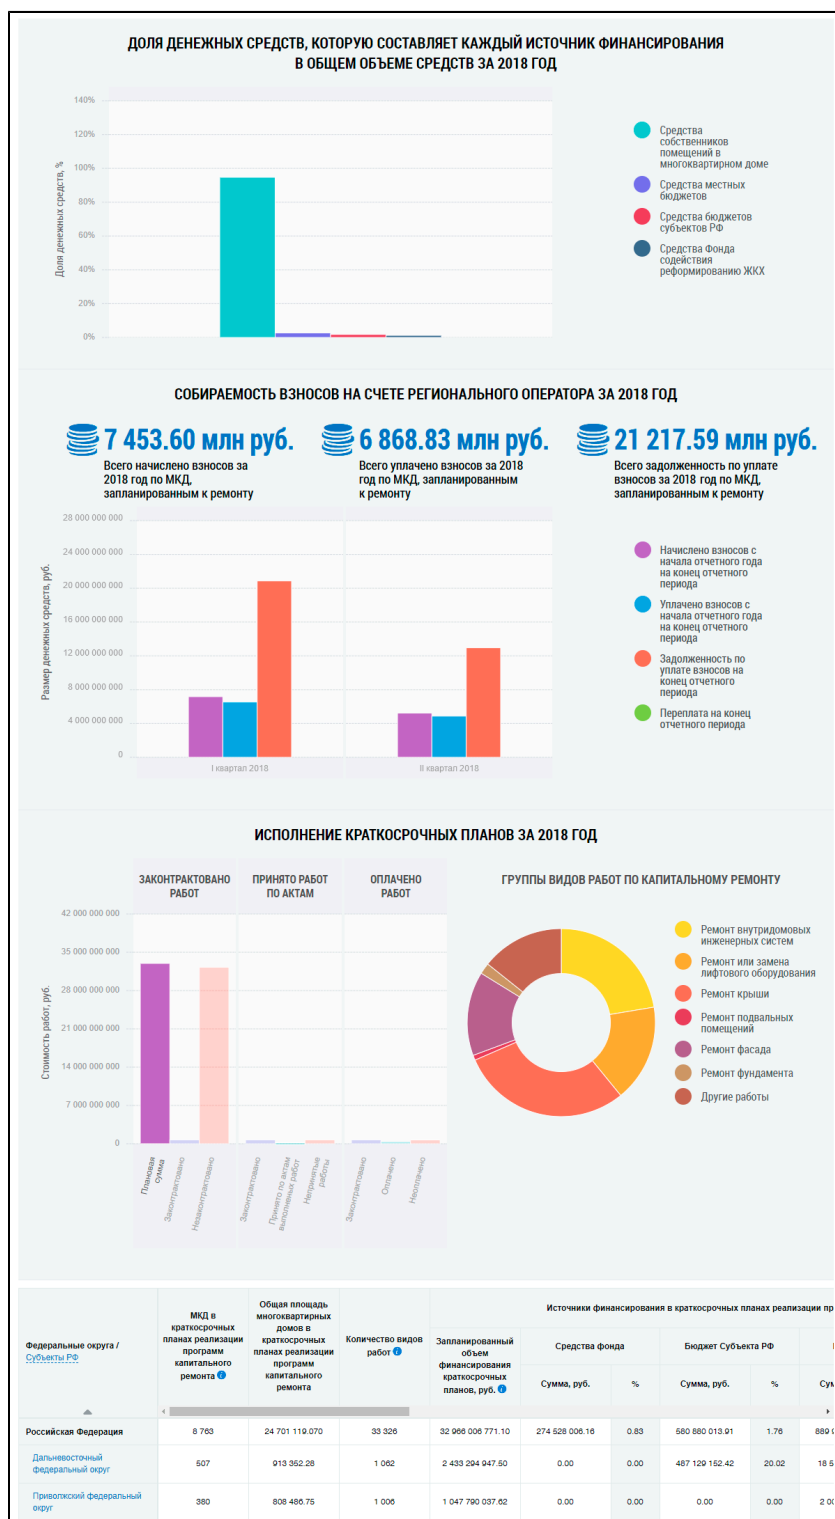 ДОЛЯ ДЕНЕЖНЫХ СРЕДСТВ, КОТОРУЮ СОСТАВЛЯЕТ КАЖДЫЙ ИСТОЧНИК ФИНАНСИРОВАНИЯ
В ОБЩЕМ ОБЪЕМЕ СРЕДСТВ ЗА 2018 ГОД
Доля денежных средств, %
140%
120%
100%
80%
60%
40%
20%
0%
Средства
собственников
помещений в
многоквартирном доме
Средства местных
бюджетов
Средства бюджетов
субъектов РФ
Средства Фонда
содействия
реформированию ЖКХ
СОБИРАЕМОСТЬ ВЗНОСОВ НА СЧЕТЕ РЕГИОНАЛЬНОГО ОПЕРАТОРА ЗА 2018 ГОД
7 453.60 млн руб.
Всего начислено взносов за
2018 год по МКД,
запланированным к ремонту
6 868.83 млн руб.
Всего уплачено взносов за 2018
год по МКД, запланированным
к ремонту
21 217.59 млн руб.
Всего задолженность по уплате
взносов за 2018 год по МКД,
запланированным к ремонту
Размер денежных средств, руб.
28 000 000 000
24 000 000 000
20 000 000 000
16 000 000 000
12 000 000 000
8 000 000 000
4 000 000 000
0
I квартал 2018
II квартал 2018
Начислено взносов с
начала отчетного года
на конец отчетного
периода
Уплачено взносов с
начала отчетного года
на конец отчетного
периода
Задолженность по
уплате взносов на
конец отчетного
периода
Переплата на конец
отчетного периода
ИСПОЛНЕНИЕ КРАТКОСРОЧНЫХ ПЛАНОВ ЗА 2018 ГОД
ЗАКОНТРАКТОВАНО
РАБОТ
ПРИНЯТО РАБОТ
ПО АКТАМ
ОПЛАЧЕНО
РАБОТ
Стоимость работ, руб.
42 000 000 000
35 000 000 000
28 000 000 000
21 000 000 000
14 000 000 000
7 000 000 000
0
Плановая
сумма
Законтрактовано
Незаконтрактовано
Законтрактовано
Принято по актам
выполненых работ
Непринятые
работы
Законтрактовано
Оплачено
Неоплачено
ГРУППЫ ВИДОВ РАБОТ ПО КАПИТАЛЬНОМУ РЕМОНТУ
Ремонт внутридомовых
инженерных систем
Ремонт или замена
лифтового оборудования
Ремонт крыши
Ремонт подвальных
помещений
Ремонт фасада
Ремонт фундамента
Другие работы
Федеральные округа /
Субъекты РФ
МКД в
краткосрочных
планах реализации
программ
капитального
ремонта
Общая площадь
многоквартирных
домов в
краткосрочных
планах реализации
программ
капитального
ремонта
Количество видов
работ
Источники финансирования в краткосрочных планах реализации пр
Запланированный
объем
финансирования
краткосрочных
планов, руб.
Средства фонда
Бюджет Субъекта РФ
Сумма, руб.
%
Сумма, руб.
%
Сум
Российская Федерация 8 763 24 701 119.070 33 326 32 966 006 771.10 274 528 006.16 0.83 580 880 013.91 1.76 889 9
Дальневосточный
федеральный округ 507 913 352.28 1 062 2 433 294 947.50 0.00 0.00 487 129 152.42 20.02 18 5
Приволжский федеральный
округ 380 808 486.75 1 006 1 047 790 037.62 0.00 0.00 0.00 0.00 2 00